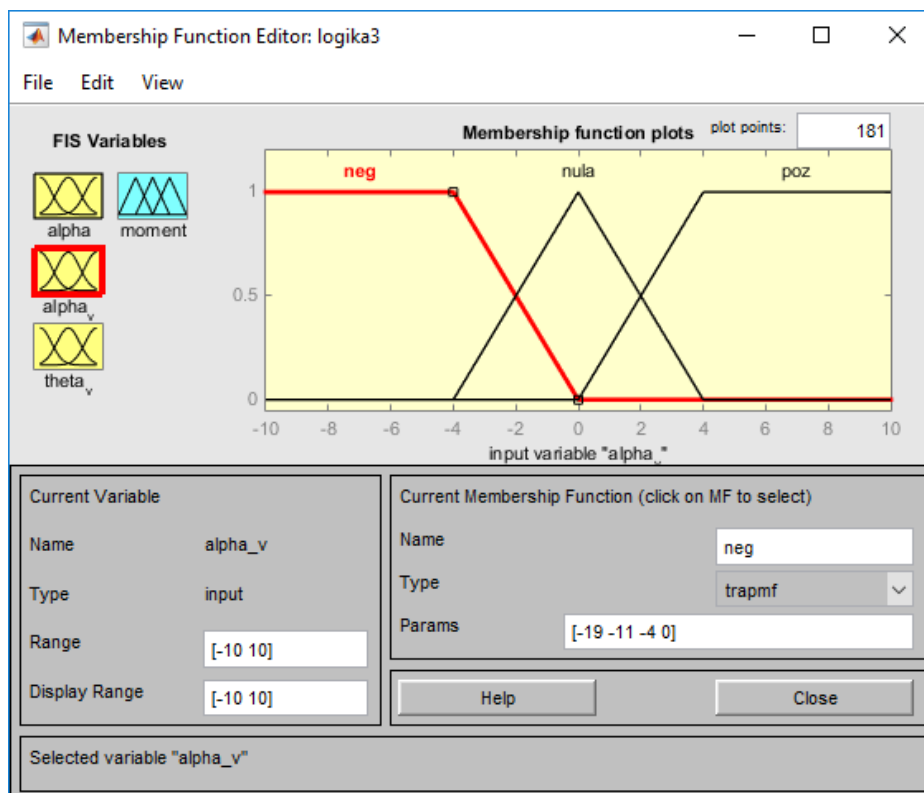 Membership Function Editor: logika3
File Edit View
FIS Variables
Membership function plots
plot points:
181
alpha
moment
alpha_v
theta_v
neg
nula
poz
1
0.5
0
-10 -8 -6 -4 -2 0 2 4 6 8 10
input variable "alpha_v"
Current Variable
Name alpha_v
Type input
Range [-10 10]
Display Range [-10 10]
Current Membership Function (click on MF to select)
Name neg
Type trapmf
Params [-19 -11 -4 0]
Help
Close
Selected variable "alpha_v"